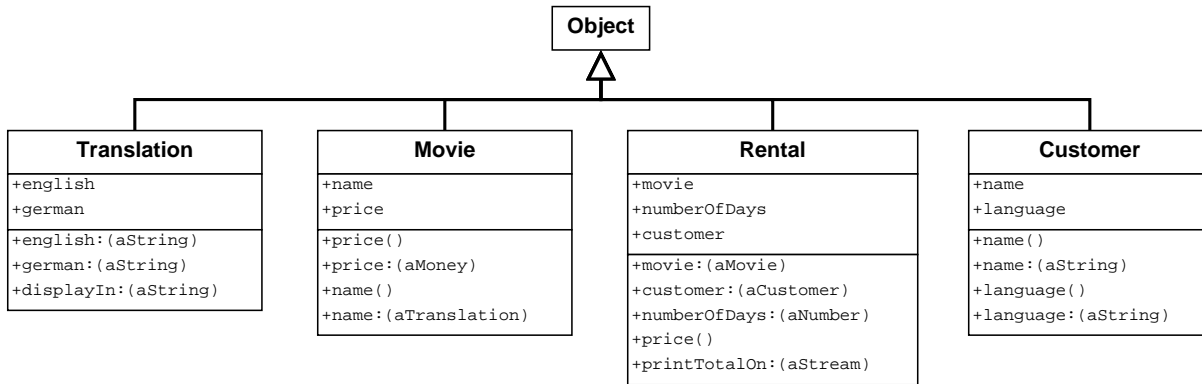 Object
Translation
+english
+german
+english:(aString)
+german:(aString)
+displayIn:(aString)
Movie
+name
+price
+price()
+price:(aMoney)
+name()
+name:(aTranslation)
Rental
+movie
+numberOfDays
+customer
+movie:(aMovie)
+customer:(aCustomer)
+numberOfDays:(aNumber)
+price()
+printTotalOn:(aStream)
Customer
+name
+language
+name()
+name:(aString)
+language()
+language:(aString)